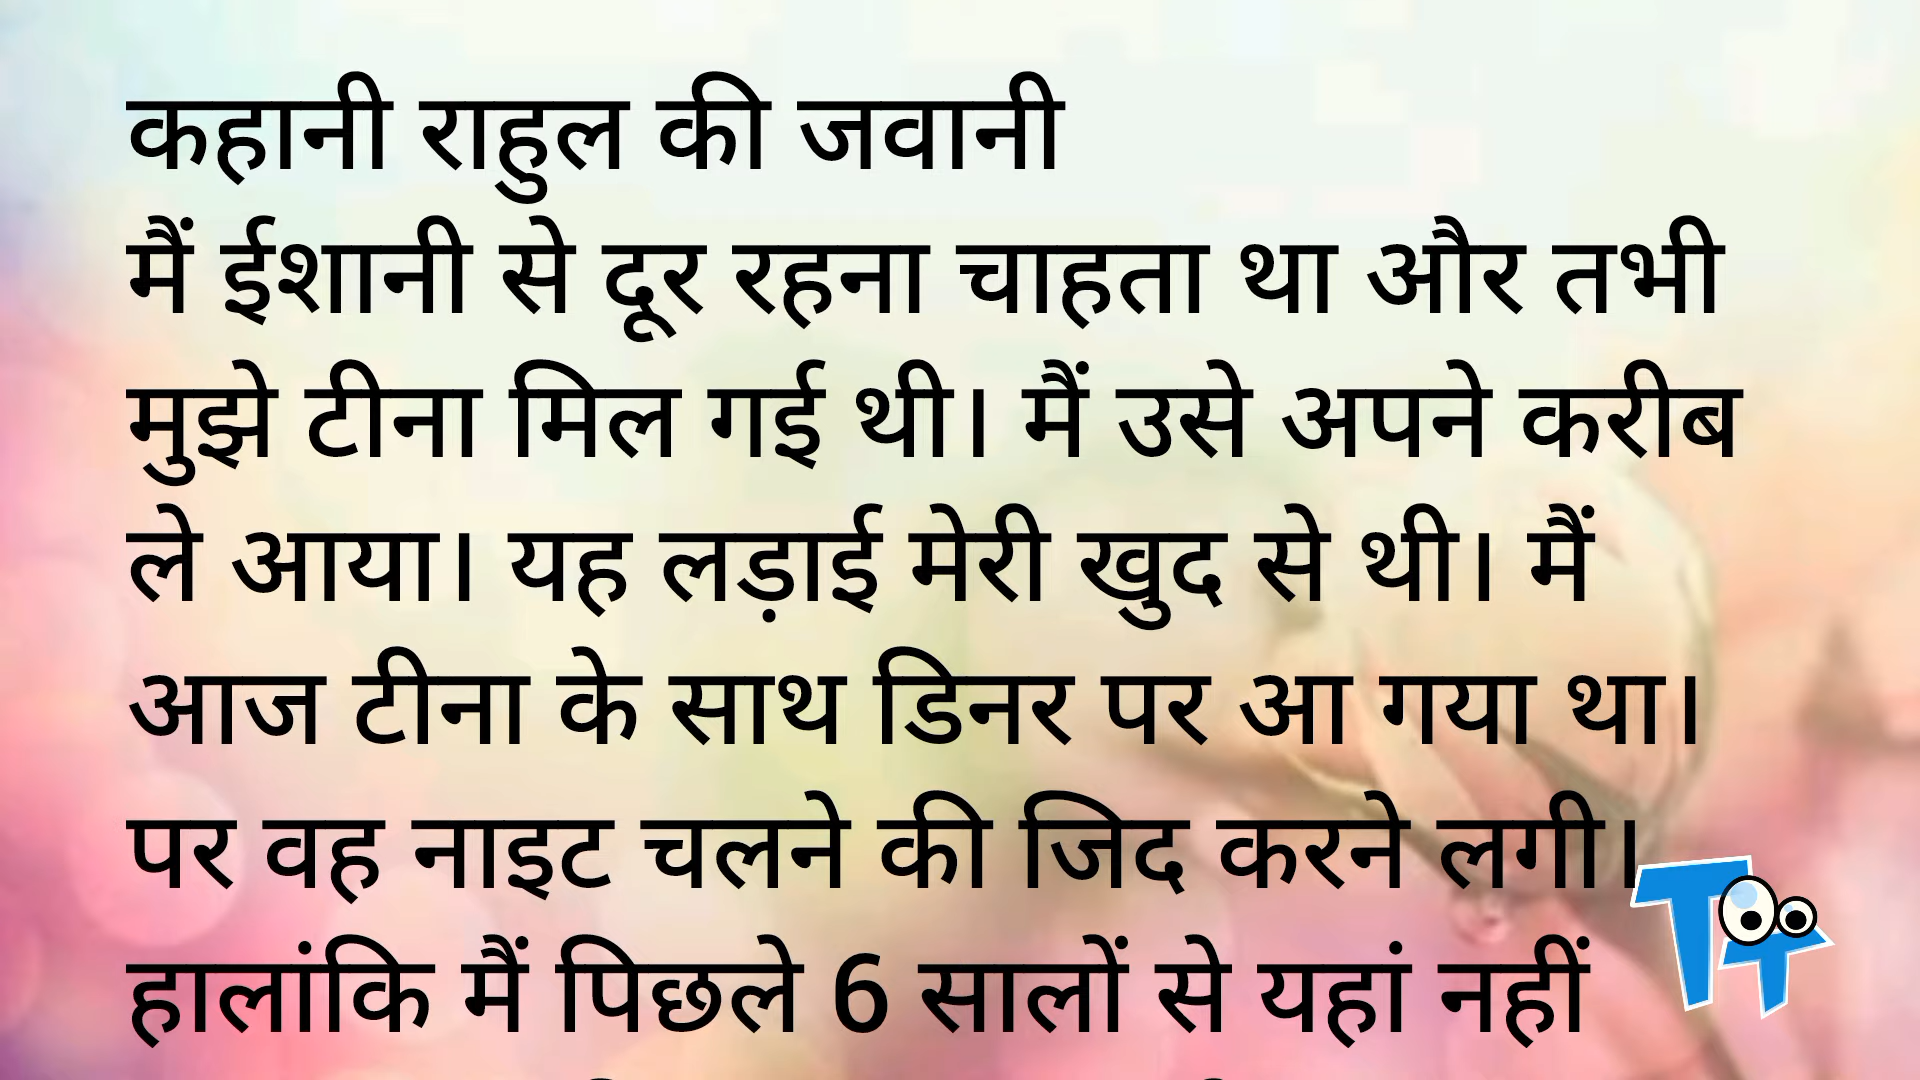 कहानी राहुल की जवानी
मैं ईशानी से दूर रहना चाहता था और तभी
मुझे टीना मिल गई थी। मैं उसे अपने करीब
ले आया। यह लड़ाई मेरी खुद से थी। मैं
आज टीना के साथ डिनर पर आ गया था।
पर वह नाइट चलने की जिद करने लगी।
हालांकि मैं पिछले 6 सालों से यहां नहीं
TY